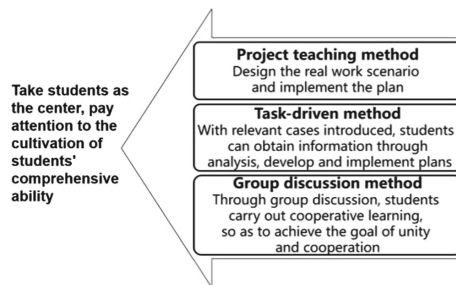 Take students as
the center, pay
attention to the
cultivation of
students'
comprehensive
ability
Project teaching method
Design the real work scenario
and implement the plan
Task-driven method
With relevant cases introduced, students
can obtain information through
analysis, develop and implement plans
Group discussion method
Through group discussion, students
carry out cooperative learning,
so as to achieve the goal of unity
and cooperation